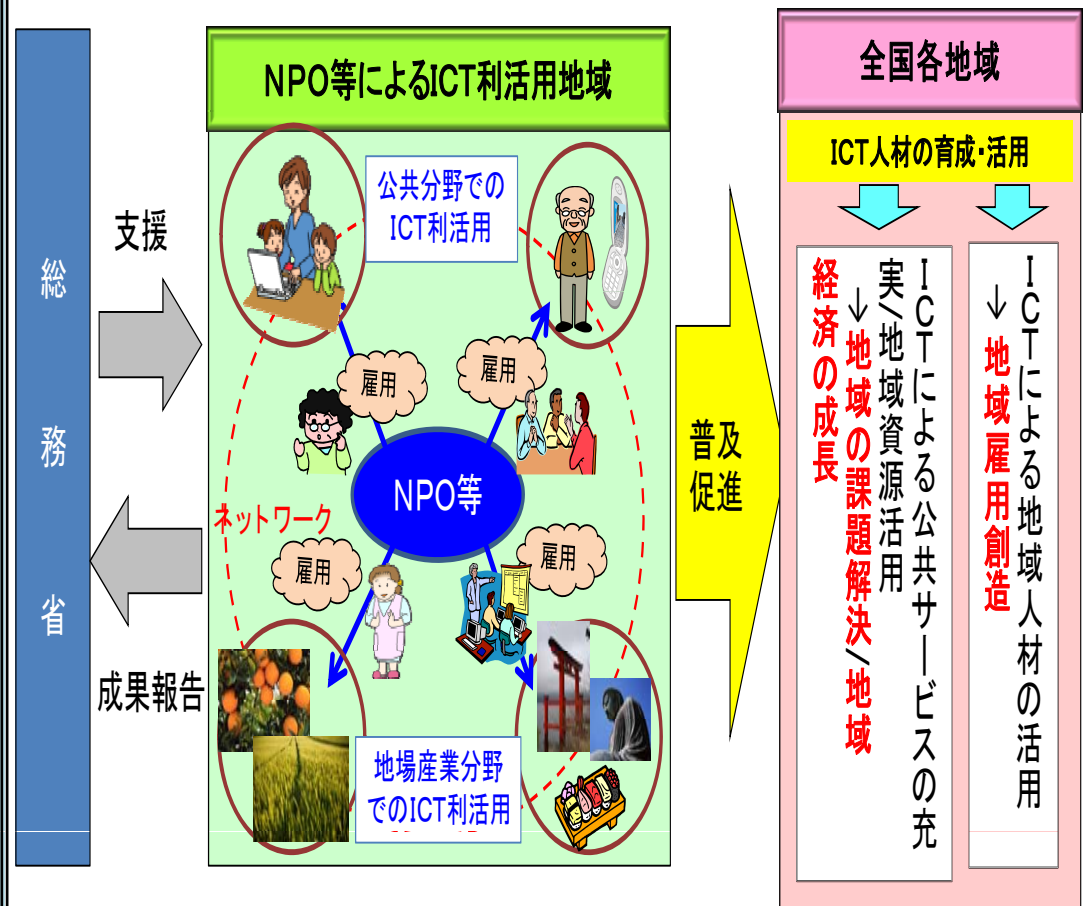 総務省
支援
成果報告
NPO等によるICT利活用地域
公共分野での
ICT利活用
雇用
雇用
NPO等
ネットワーク
雇用
雇用
地場産業分野
でのICT利活用
普及
促進
全国各地域
ICT人材の育成・活用
ICTによる地域人材の活用
→地域雇用創造
ICTによる公共サービスの充
実/地域資源活用
→地域の課題解決/地域
経済の成長